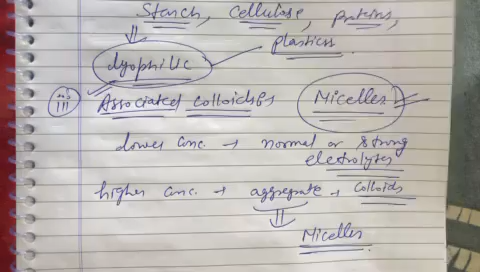 Starch, Cellulose, proteins,
plastics
lyophilic
iii Associated colloids Micelles
lower conc. → normal or strong
electrolytes
higher conc. → aggregate → colloids
⇓
Micelles